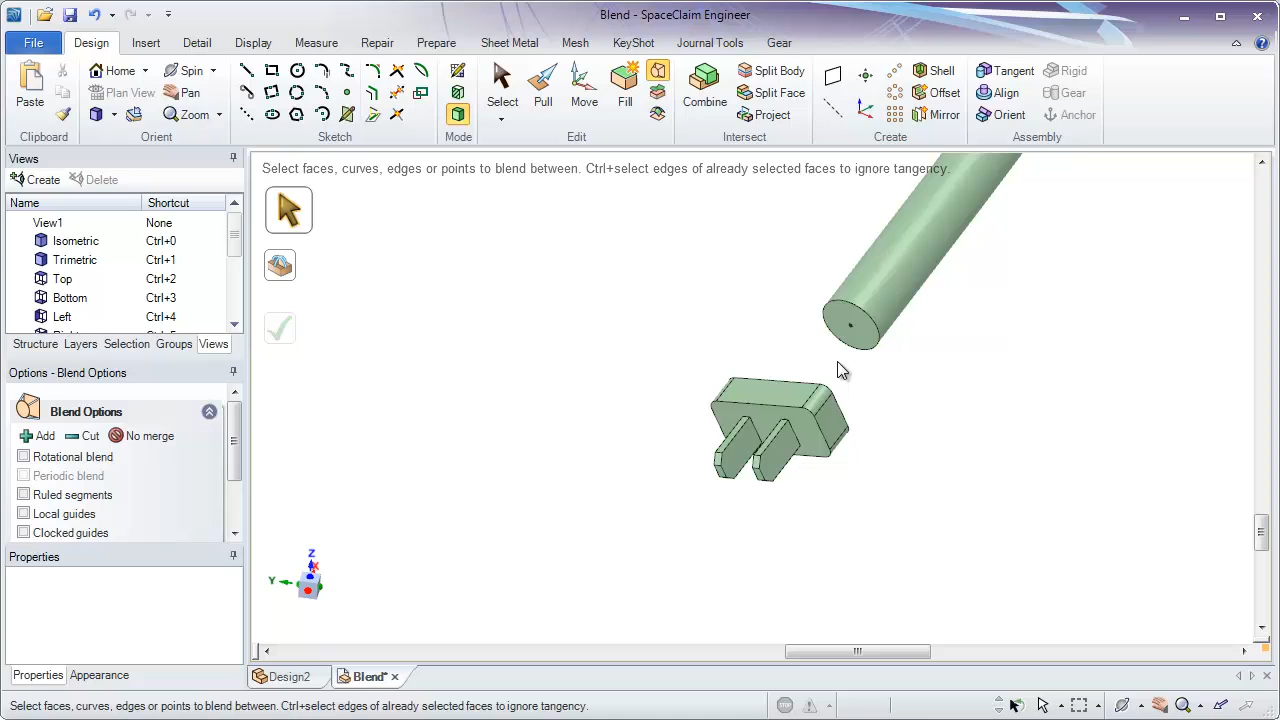 Blend - SpaceClaim Engineer
File Design Insert Detail Display Measure Repair Prepare Sheet Metal Mesh KeyShot Journal Tools Gear
Paste
Clipboard
Home Spin
Plan View Pan
Zoom
Orient
Sketch
Mode
Select Pull Move Fill
Edit
Combine
Split Body
Split Face
Project
Intersect
Shell
Offset
Mirror
Create
Tangent Rigid
Align Gear
Orient Anchor
Assembly
Views
Create Delete
Name Shortcut
View1 None
Isometric Ctrl+0
Trimetric Ctrl+1
Top Ctrl+2
Bottom Ctrl+3
Left Ctrl+4
Structure Layers Selection Groups Views
Options - Blend Options
Blend Options
Add Cut No merge
Rotational blend
Periodic blend
Ruled segments
Local guides
Clocked guides
Properties
Properties Appearance
Select faces, curves, edges or points to blend between. Ctrl+select edges of already selected faces to ignore tangency.
Z
X
Y
Design2 Blend*
Select faces, curves, edges or points to blend between. Ctrl+select edges of already selected faces to ignore tangency.